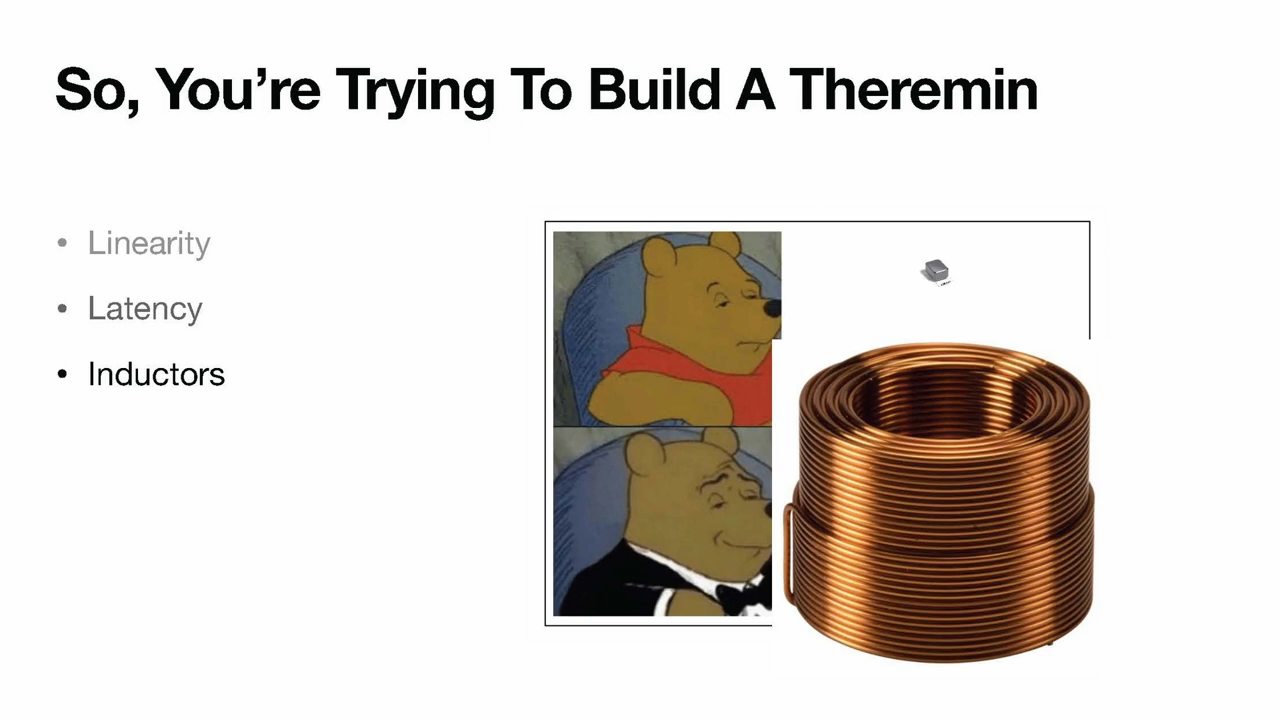 So, You’re Trying To Build A Theremin
• Linearity
• Latency
• Inductors